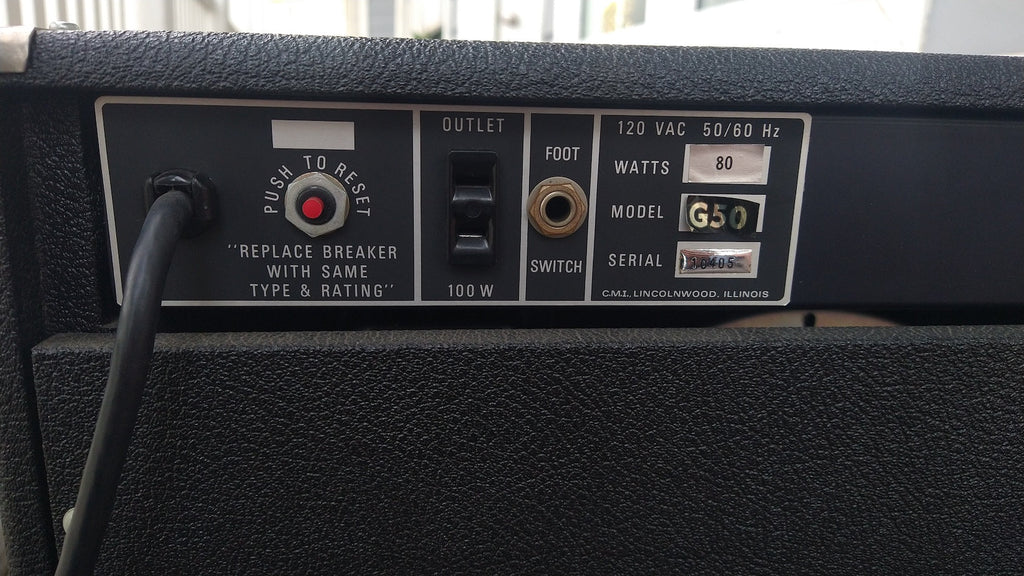 PUSH TO RESET
"REPLACE BREAKER
WITH SAME
TYPE & RATING"
OUTLET
100 W
FOOT
SWITCH
120 VAC 50/60 Hz
WATTS 80
MODEL G50
SERIAL 10405
C.M.I., LINCOLNWOOD, ILLINOIS